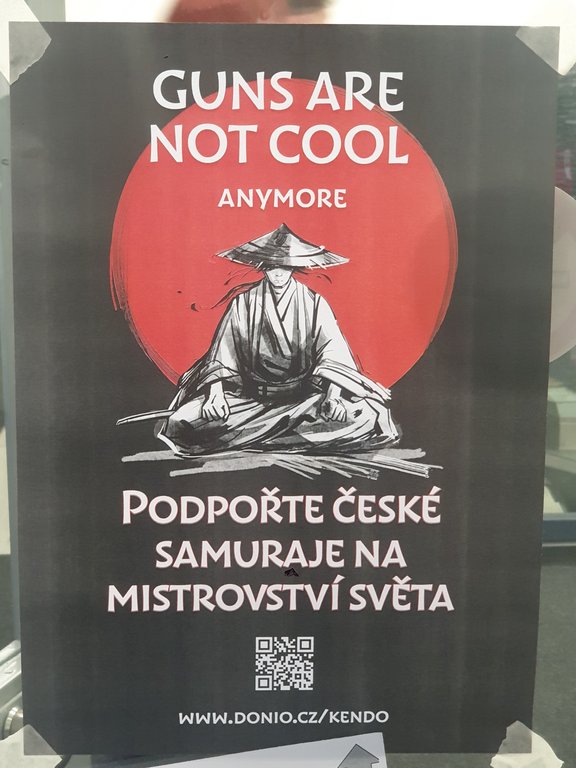 GUNS ARE
NOT COOL
ANYMORE
PODPOŘTE ČESKÉ
SAMURAJE NA
MISTROVSTVÍ SVĚTA
WWW.DONIO.CZ/KENDO